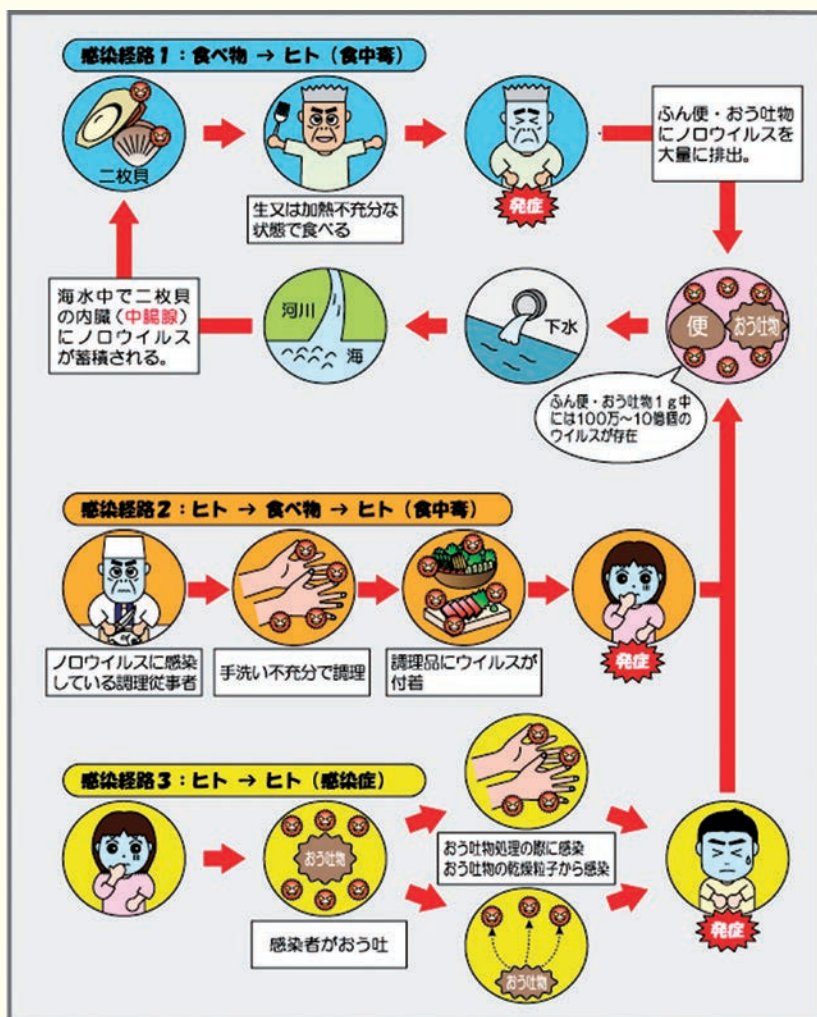 感染経路1：食べ物 → ヒト（食中毒）
二枚貝
生又は加熱不充分な
状態で食べる
発症
ふん便・おう吐物
にノロウイルスを
大量に排出。
便
おう吐物
ふん便・おう吐物1g中
には100万～10億個の
ウイルスが存在
下水
河川
海
海水中で二枚貝
の内臓（中腸腺）
にノロウイルス
が蓄積される。
感染経路2：ヒト → 食べ物 → ヒト（食中毒）
ノロウイルスに感染
している調理従事者
手洗い不充分で調理
調理品にウイルスが
付着
発症
感染経路3：ヒト → ヒト（感染症）
おう吐物
感染者がおう吐
おう吐物処理の際に感染
おう吐物の乾燥粒子から感染
おう吐物
発症